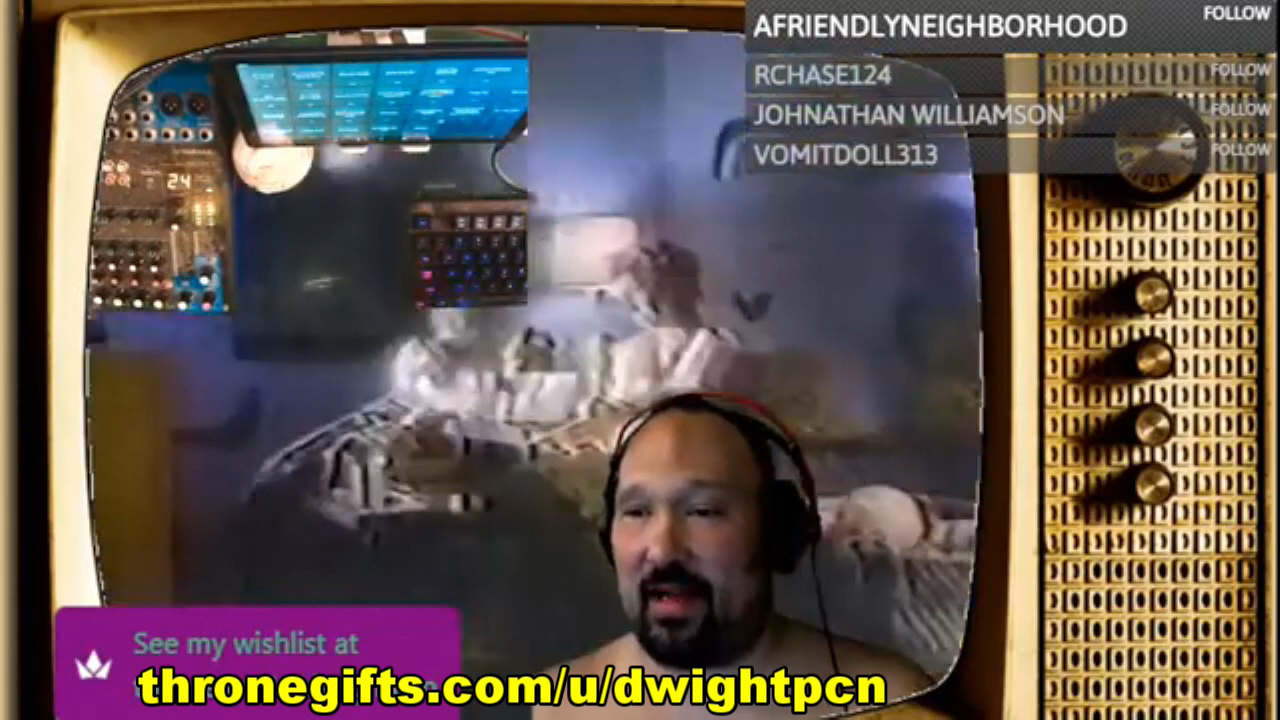 FOLLOW
AFRIENDLYNEIGHBORHOOD
RCHASE124 FOLLOW
JOHNATHAN WILLIAMSON FOLLOW
VOMITDOLL313 FOLLOW
24
See my wishlist at
thronegifts.com/u/dwightpcn